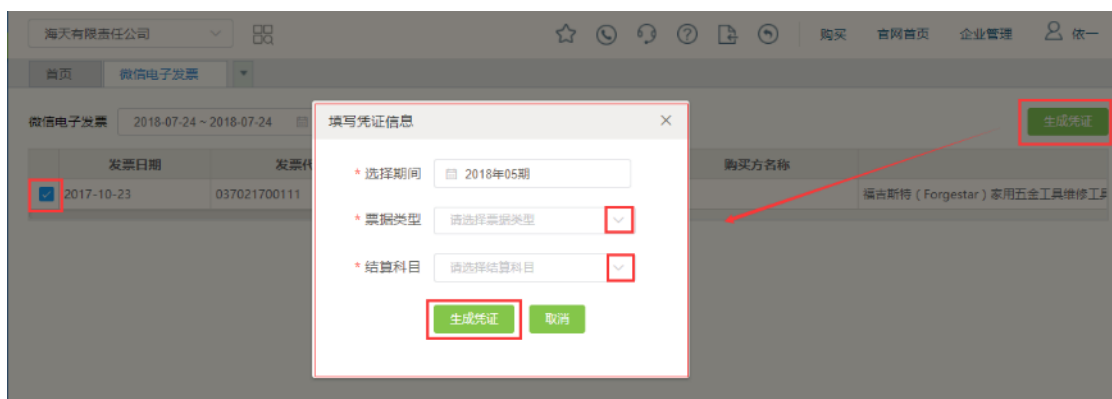 海天有限责任公司 购买 官网首页 企业管理 依一
首页 微信电子发票
微信电子发票 2018-07-24 ~ 2018-07-24 填写凭证信息 生成凭证
发票日期 发票代 购买方名称
2017-10-23 037021700111 福吉斯特（Forgestar）家用五金工具维修工具
* 选择期间 2018年05期
* 票据类型 请选择票据类型
* 结算科目 请选择结算科目
生成凭证 取消